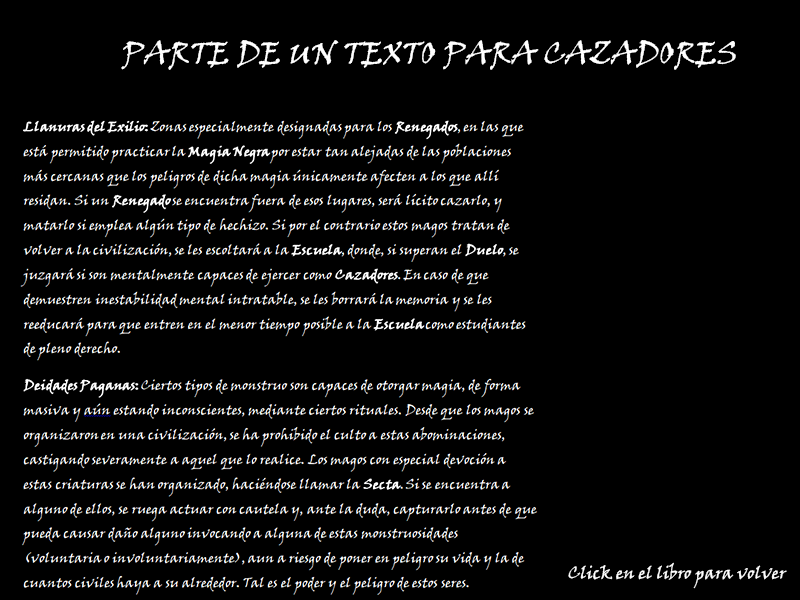 PARTE DE UN TEXTO PARA CAZADORES
Llanuras del Exilio: Zonas especialmente designadas para los Renegados, en las que
está permitido practicar la Magia Negra por estar tan alejadas de las poblaciones
más cercanas que los peligros de dicha magia únicamente afecten a los que allí
residan. Si un Renegado se encuentra fuera de esos lugares, será lícito cazarlo, y
matarlo si emplea algún tipo de hechizo. Si por el contrario estos magos tratan de
volver a la civilización, se les escoltará a la Escuela, donde, si superan el Duelo, se
juzgará si son mentalmente capaces de ejercer como Cazadores. En caso de que
demuestren inestabilidad mental intratable, se les borrará la memoria y se les
reeducará para que entren en el menor tiempo posible a la Escuela como estudiantes
de pleno derecho.
Deidades Paganas: Ciertos tipos de monstruo son capaces de otorgar magia, de forma
masiva y aún estando inconscientes, mediante ciertos rituales. Desde que los magos se
organizaron en una civilización, se ha prohibido el culto a estas abominaciones,
castigando severamente a aquel que lo realice. Los magos con especial devoción a
estas criaturas se han organizado, haciéndose llamar la Secta. Si se encuentra a
alguno de ellos, se ruega actuar con cautela y, ante la duda, capturarlo antes de que
pueda causar daño alguno invocando a alguna de estas monstruosidades
(voluntaria o involuntariamente), aun a riesgo de poner en peligro su vida y la de
cuantos civiles haya a su alrededor. Tal es el poder y el peligro de estos seres.
Click en el libro para volver